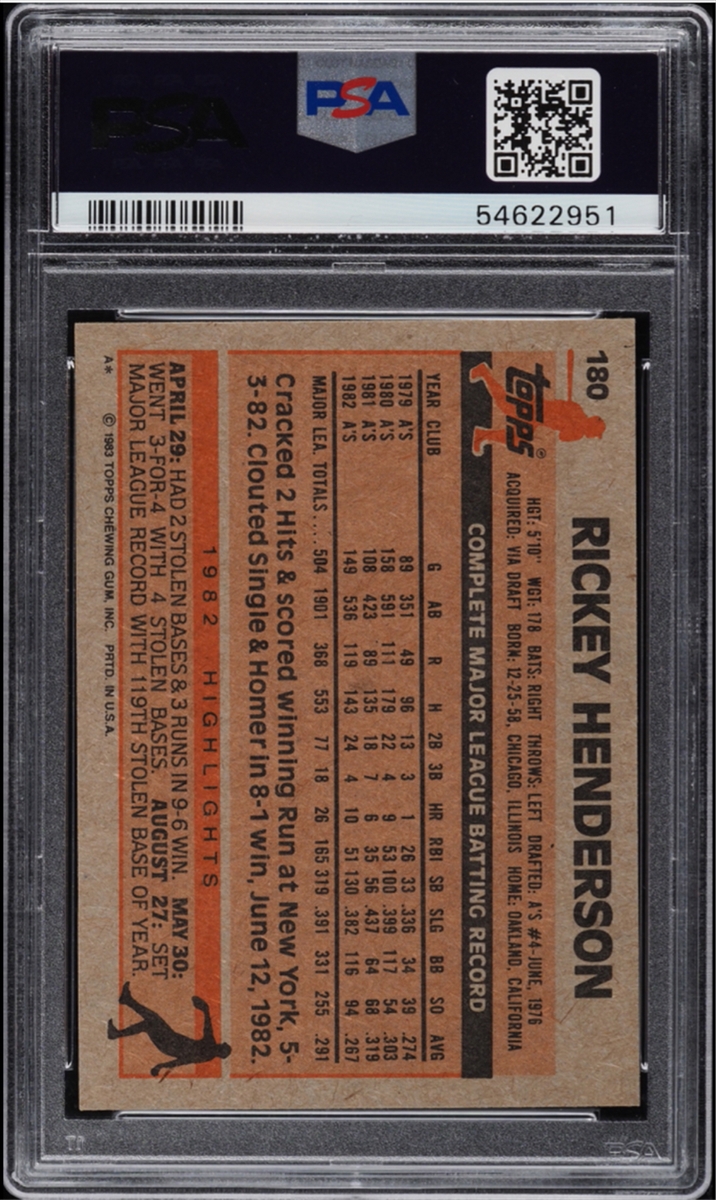 PSA
PSA
54622951
180
RICKEY HENDERSON
TOPPS®
HGT: 5'10" WGT: 178 BATS: RIGHT THROWS: LEFT DRAFTED: A'S #4-JUNE, 1976
ACQUIRED: VIA DRAFT BORN: 12-25-58, CHICAGO, ILLINOIS HOME: OAKLAND, CALIFORNIA
COMPLETE MAJOR LEAGUE BATTING RECORD
YEAR CLUB G AB R H 2B 3B HR RBI SB SLG BB SO AVG
1979 A'S 89 351 49 96 13 3 1 26 33 .336 34 39 .274
1980 A'S 158 591 111 179 22 4 9 53 100 .399 117 54 .303
1981 A'S 108 423 89 135 18 7 6 35 56 .437 64 68 .319
1982 A'S 149 536 119 143 24 4 10 51 130 .382 116 94 .267
MAJOR LEA. TOTALS .... 504 1901 368 553 77 18 26 165 319 .391 331 255 .291
Cracked 2 Hits & scored winning Run at New York, 5-
3-82. Clouted Single & Homer in 8-1 win, June 12, 1982.
1982 HIGHLIGHTS
APRIL 29: HAD 2 STOLEN BASES & 3 RUNS IN 9-6 WIN. MAY 30:
WENT 3-FOR-4 WITH 4 STOLEN BASES. AUGUST 27: SET
MAJOR LEAGUE RECORD WITH 119TH STOLEN BASE OF YEAR.
A* © 1983 TOPPS CHEWING GUM, INC. PRTD. IN U.S.A.
PSA